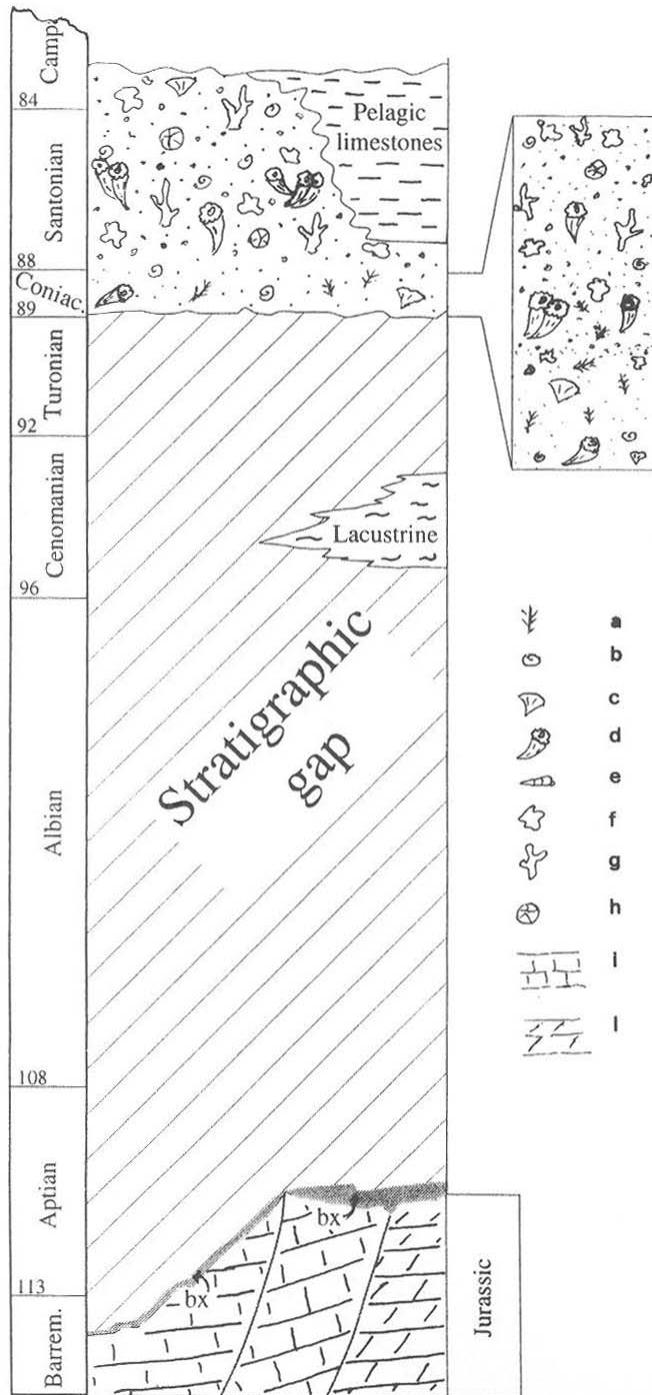 Camp.
84
Santonian
88
Coniac.
89
Turonian
92
Cenomanian
96
Albian
108
Aptian
113
Barrem.
Pelagic
limestones
Lacustrine
Stratigraphic
gap
bx
bx
Jurassic
a
b
c
d
e
f
g
h
i
l